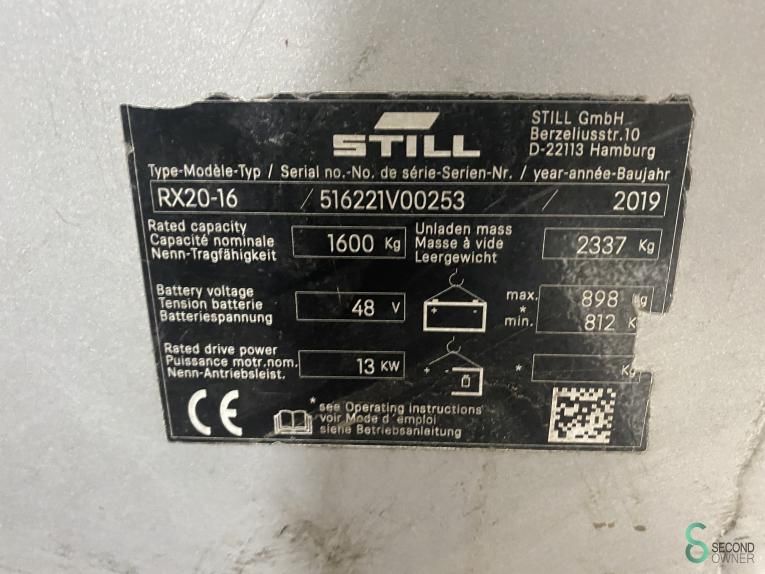 STILL
STILL GmbH
Berzeliusstr.10
D-22113 Hamburg
Type-Modèle-Typ / Serial no.-No. de série-Serien-Nr. / year-année-Baujahr
RX20-16 / 516221V00253 / 2019
Rated capacity
Capacité nominale
Nenn-Tragfähigkeit
1600 Kg
Unladen mass
Masse à vide
Leergewicht
2337 Kg
Battery voltage
Tension batterie
Batteriespannung
48 V
+ -
max. 898 kg
*
min. 812 K
Rated drive power
Puissance motr.nom.
Nenn-Antriebsleist.
13 KW
+ -
* Kg
CE
* see Operating instructions
voir Mode d'emploi
siehe Betriebsanleitung
SECOND
OWNER